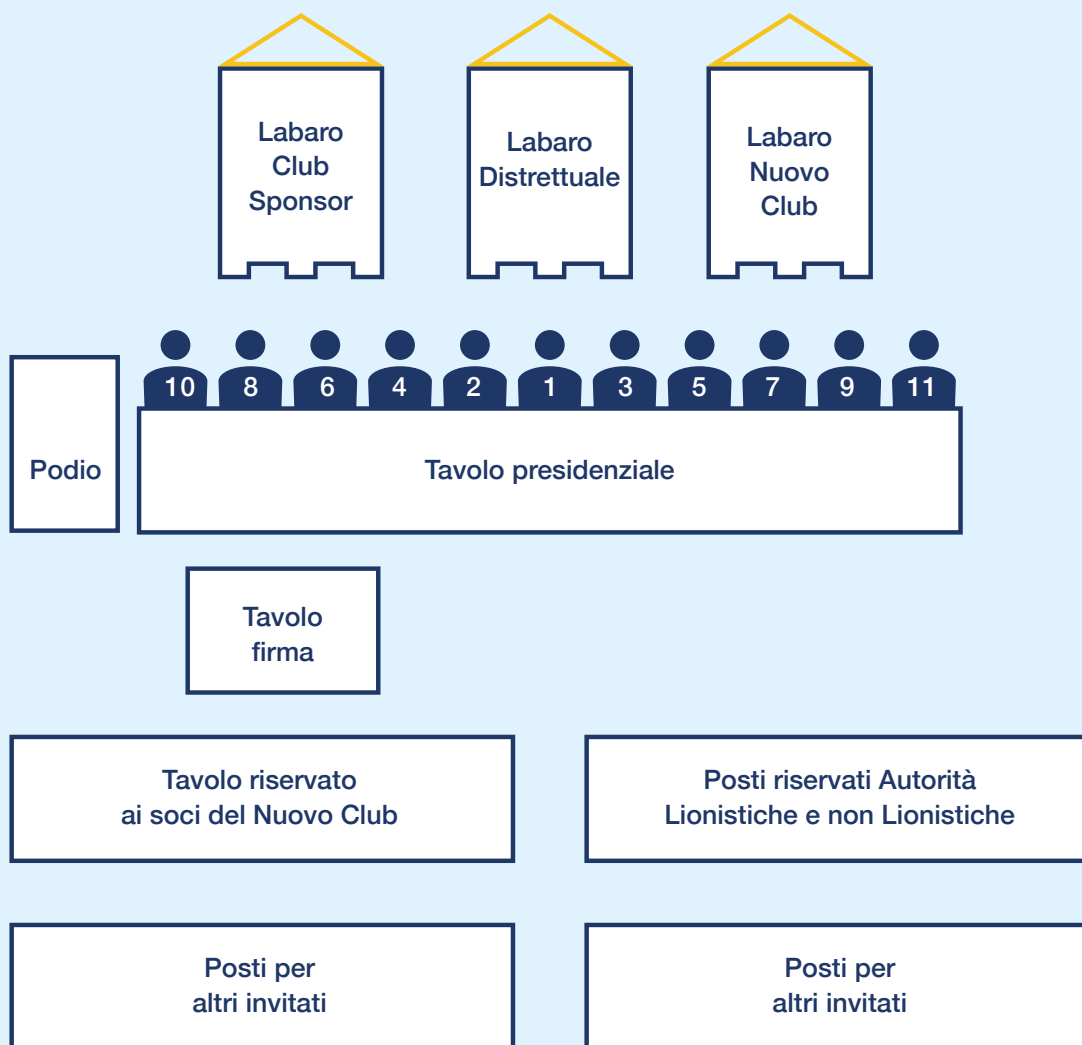 Labaro
Club
Sponsor
Labaro
Distrettuale
Labaro
Nuovo
Club
10 8 6 4 2 1 3 5 7 9 11
Podio
Tavolo presidenziale
Tavolo
firma
Tavolo riservato
ai soci del Nuovo Club
Posti riservati Autorità
Lionistiche e non Lionistiche
Posti per
altri invitati
Posti per
altri invitati